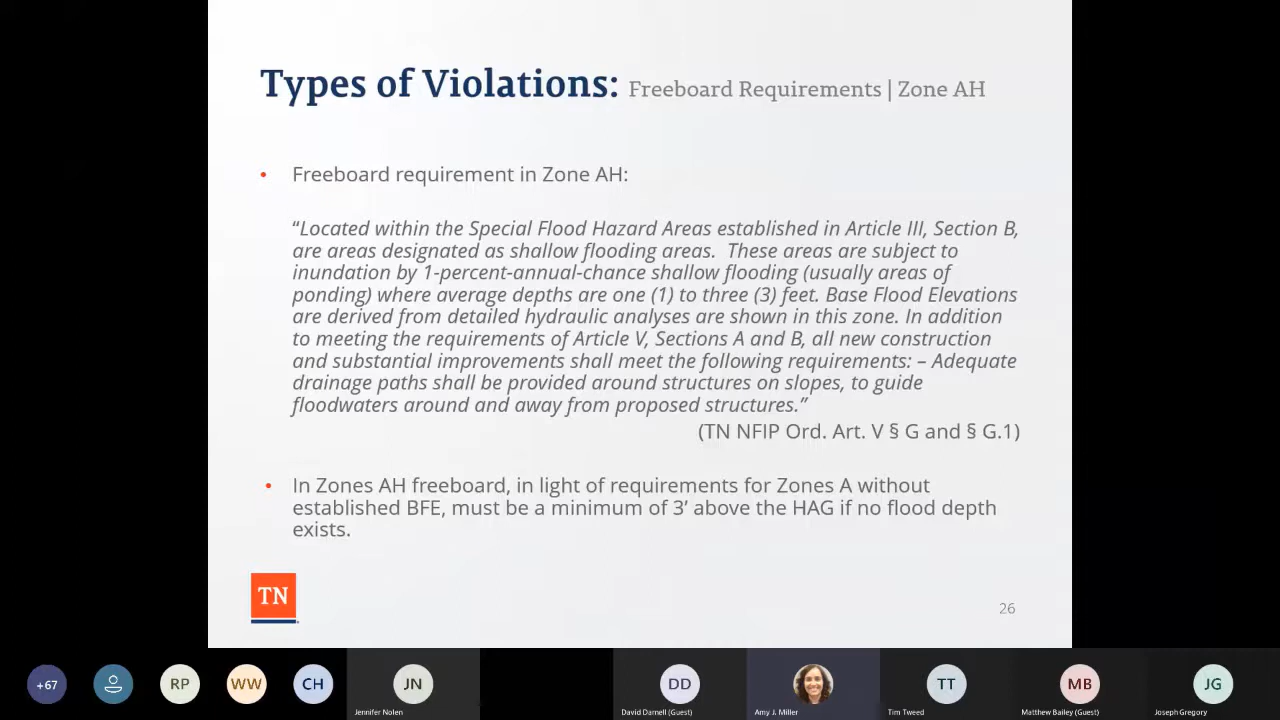 Types of Violations: Freeboard Requirements | Zone AH
• Freeboard requirement in Zone AH:
“Located within the Special Flood Hazard Areas established in Article III, Section B,
are areas designated as shallow flooding areas.  These areas are subject to
inundation by 1-percent-annual-chance shallow flooding (usually areas of
ponding) where average depths are one (1) to three (3) feet. Base Flood Elevations
are derived from detailed hydraulic analyses are shown in this zone. In addition
to meeting the requirements of Article V, Sections A and B, all new construction
and substantial improvements shall meet the following requirements: – Adequate
drainage paths shall be provided around structures on slopes, to guide
floodwaters around and away from proposed structures.”
(TN NFIP Ord. Art. V § G and § G.1)
• In Zones AH freeboard, in light of requirements for Zones A without
established BFE, must be a minimum of 3’ above the HAG if no flood depth
exists.
TN
26
+67 RP WW CH JN DD TT MB JG
Jennifer Nolen David Darnell (Guest) Amy J. Miller Tim Tweed Matthew Bailey (Guest) Joseph Gregory